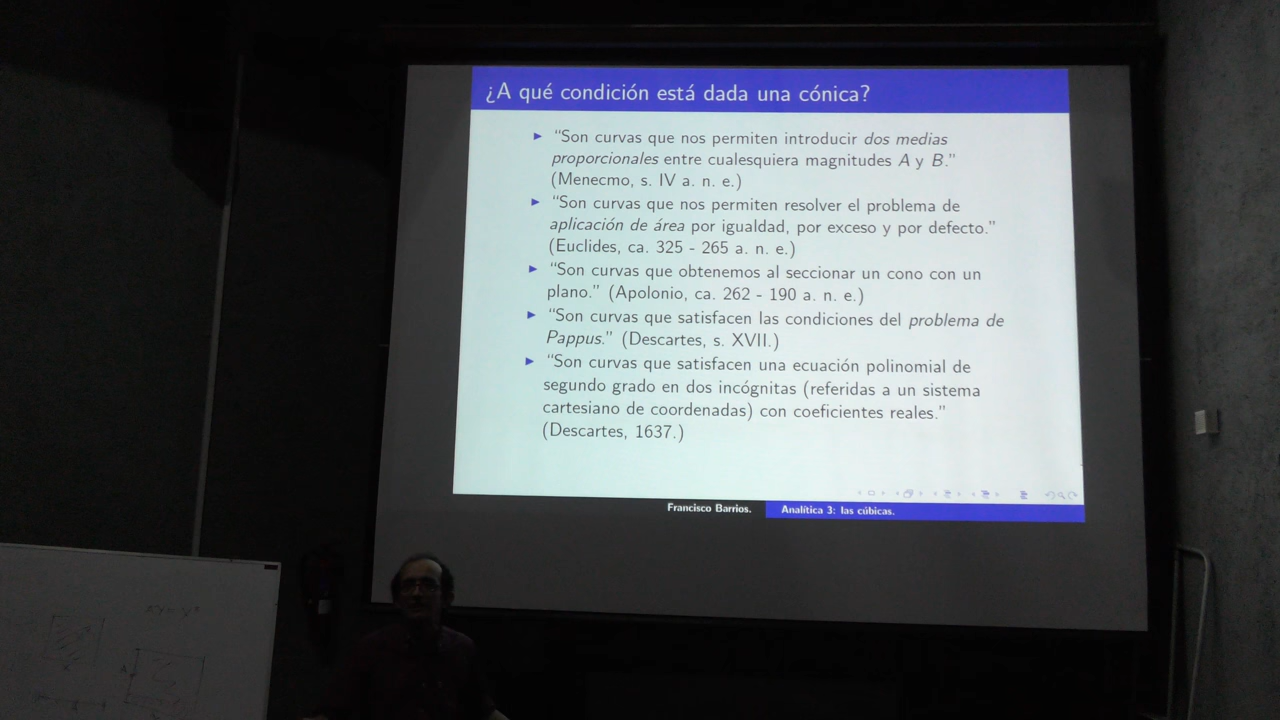 ¿A qué condición está dada una cónica?
“Son curvas que nos permiten introducir dos medias
proporcionales entre cualesquiera magnitudes A y B.”
(Menecmo, s. IV a. n. e.)
“Son curvas que nos permiten resolver el problema de
aplicación de área por igualdad, por exceso y por defecto.”
(Euclides, ca. 325 - 265 a. n. e.)
“Son curvas que obtenemos al seccionar un cono con un
plano.” (Apolonio, ca. 262 - 190 a. n. e.)
“Son curvas que satisfacen las condiciones del problema de
Pappus.” (Descartes, s. XVII.)
“Son curvas que satisfacen una ecuación polinomial de
segundo grado en dos incógnitas (referidas a un sistema
cartesiano de coordenadas) con coeficientes reales.”
(Descartes, 1637.)
Francisco Barrios. Analítica 3: las cúbicas.